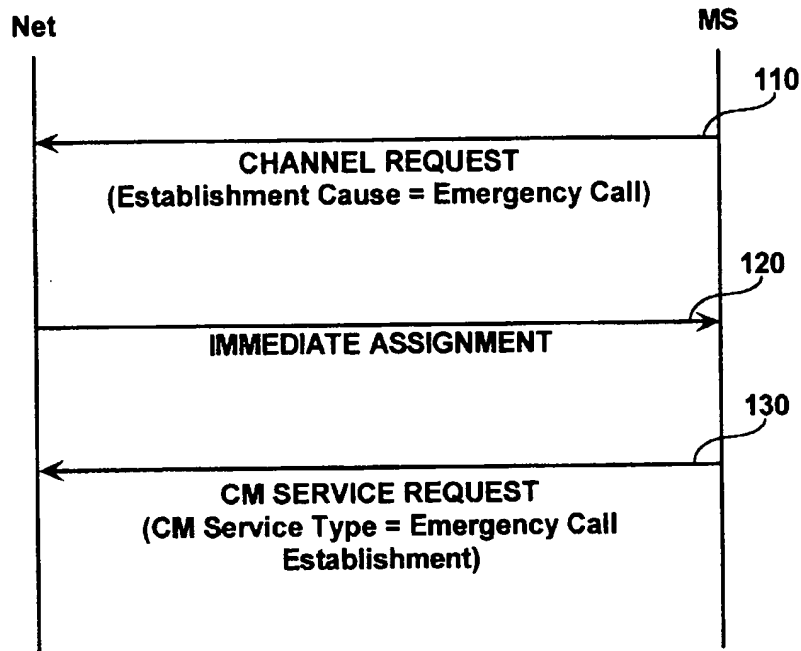 Net
MS
110
CHANNEL REQUEST
(Establishment Cause = Emergency Call)
120
IMMEDIATE ASSIGNMENT
130
CM SERVICE REQUEST
(CM Service Type = Emergency Call
Establishment)